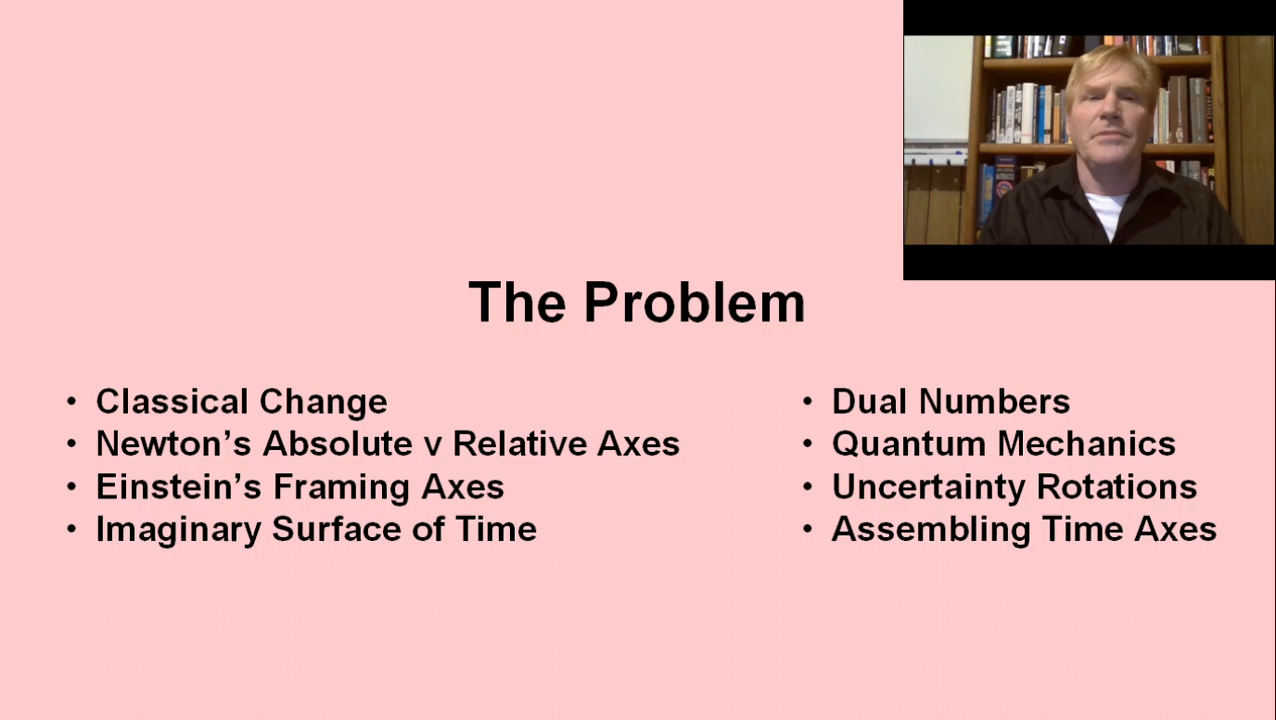 The Problem
• Classical Change
• Newton’s Absolute v Relative Axes
• Einstein’s Framing Axes
• Imaginary Surface of Time
• Dual Numbers
• Quantum Mechanics
• Uncertainty Rotations
• Assembling Time Axes